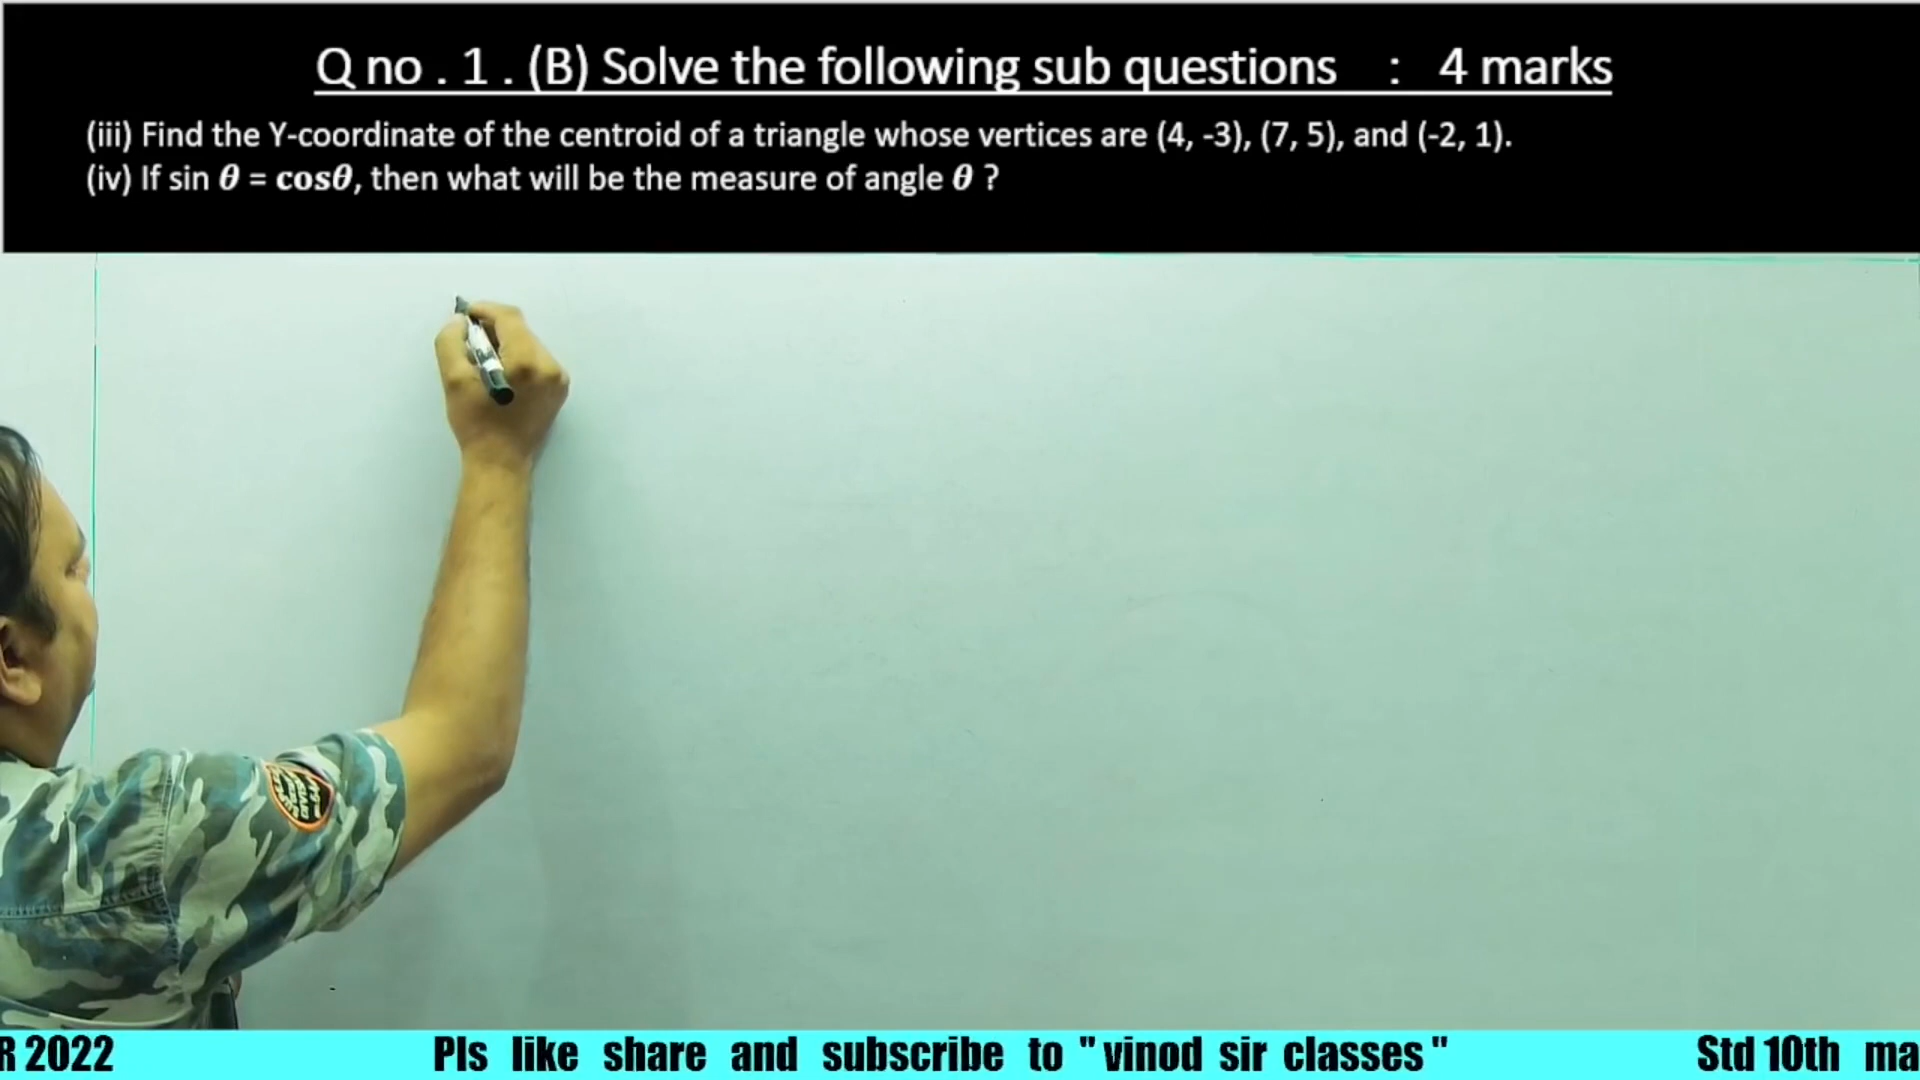 Q no . 1 . (B) Solve the following sub questions : 4 marks
(iii) Find the Y-coordinate of the centroid of a triangle whose vertices are (4, -3), (7, 5), and (-2, 1).
(iv) If sin θ = cosθ, then what will be the measure of angle θ ?
R 2022 Pls like share and subscribe to " vinod sir classes " Std 10th ma